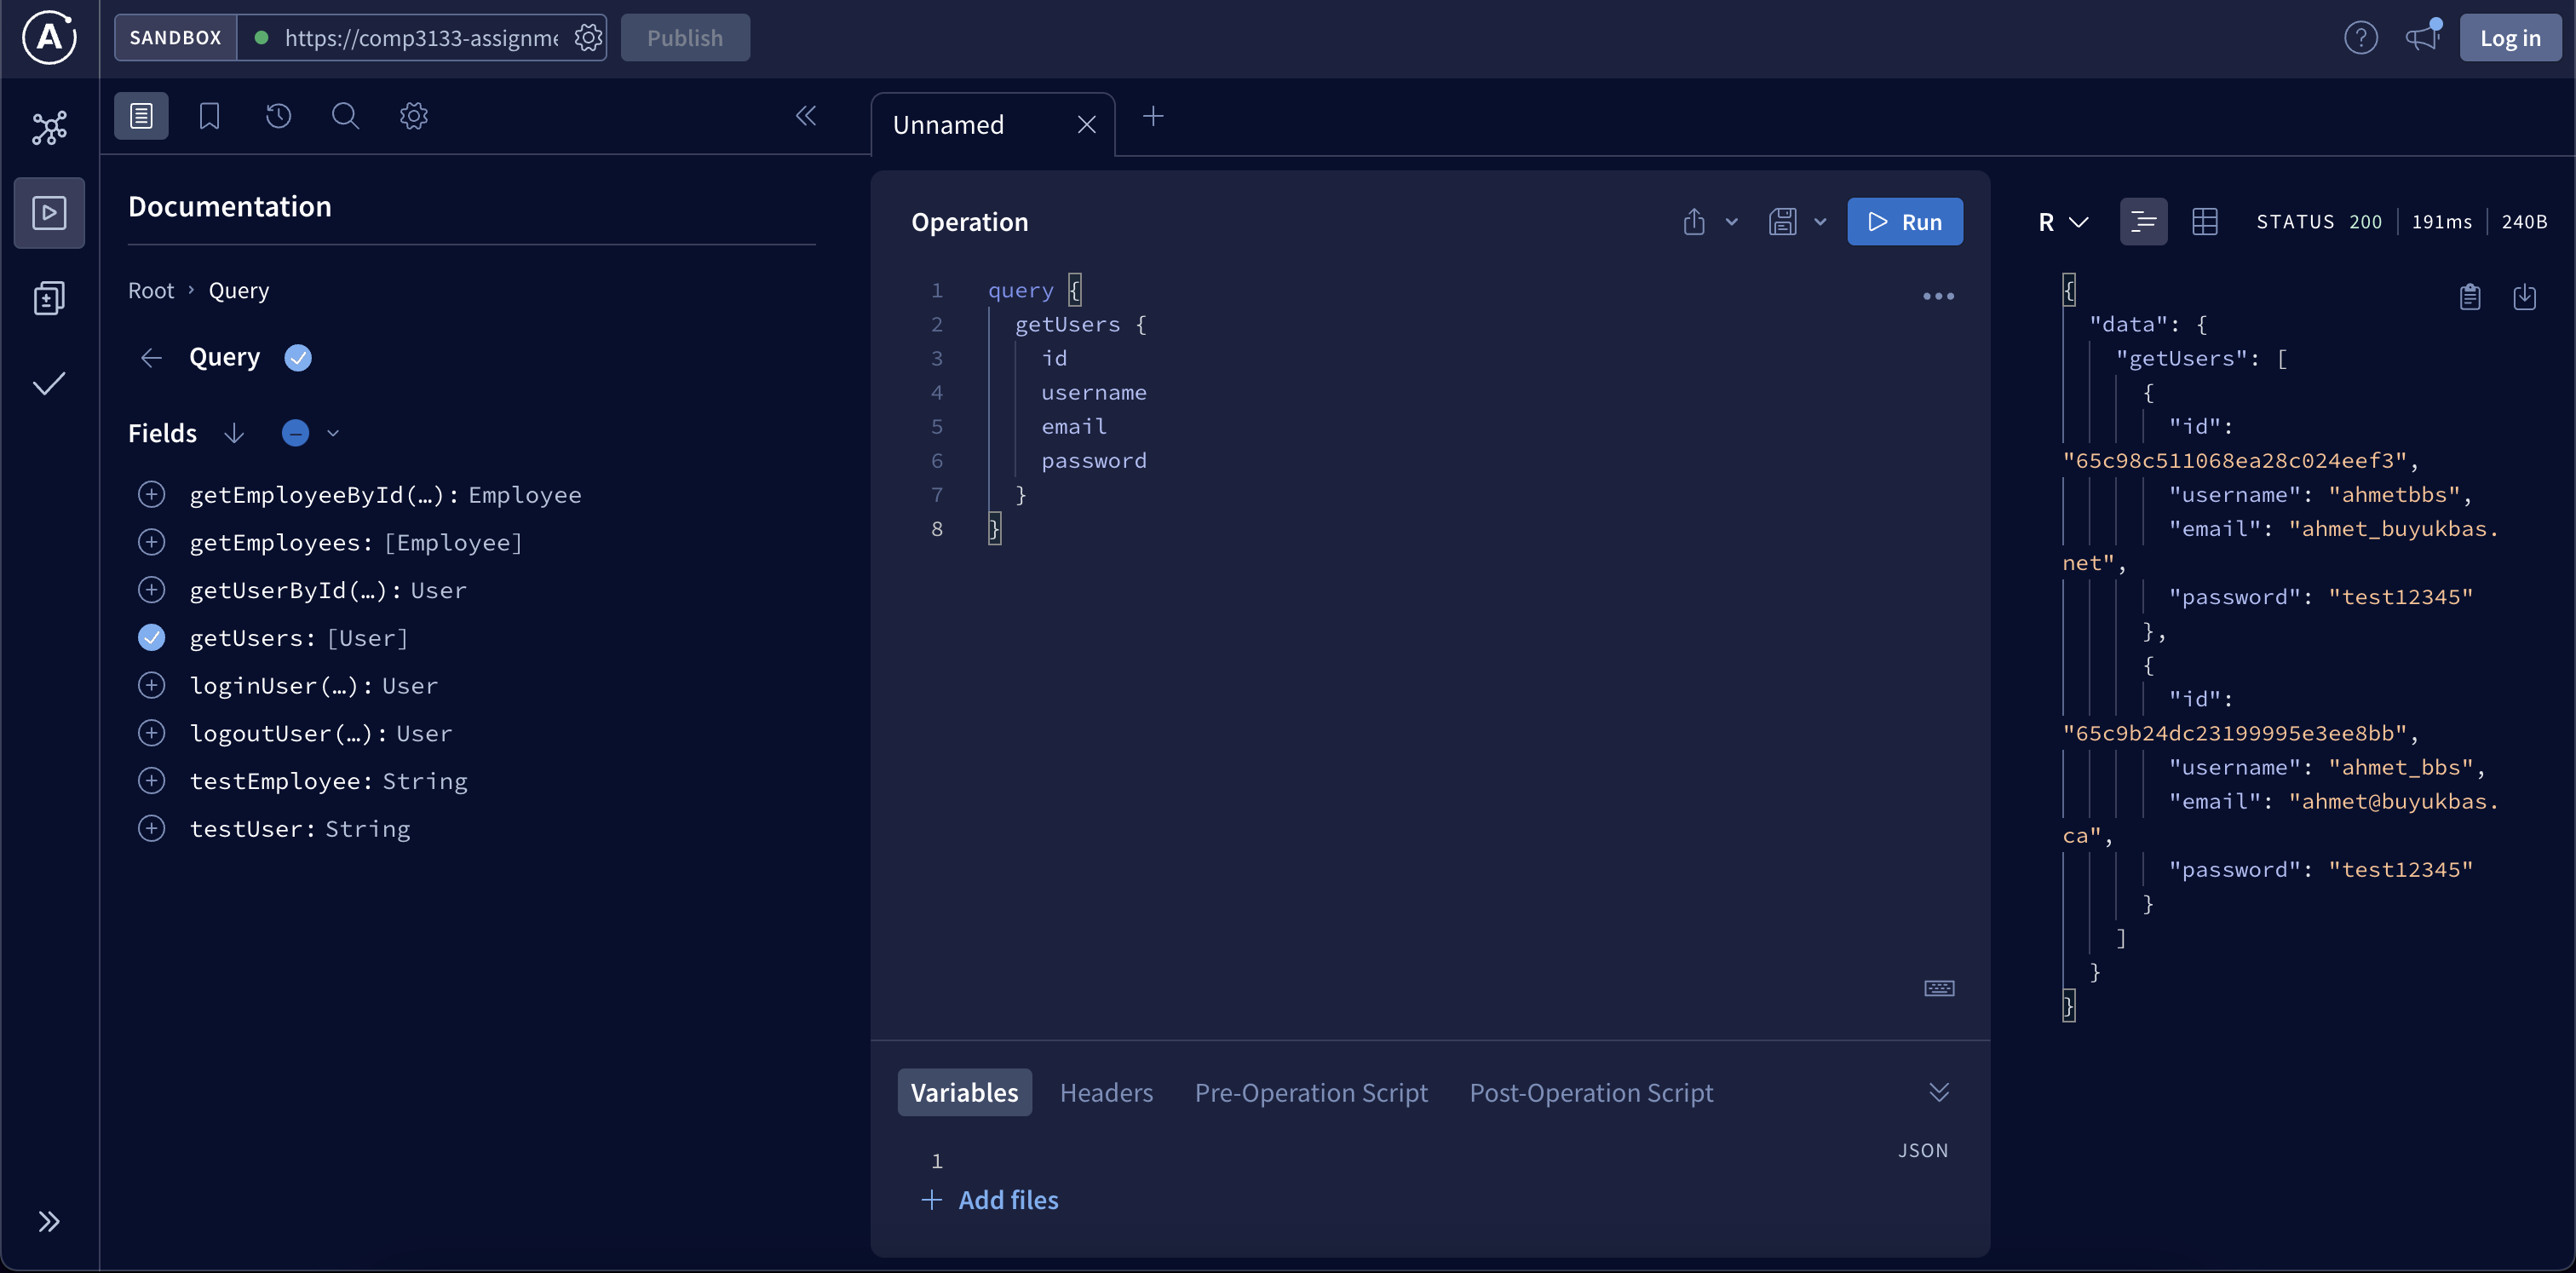 SANDBOX
https://comp3133-assignme
Publish
Log in
Documentation
Root › Query
Query
Fields
getEmployeeById(…): Employee
getEmployees: [Employee]
getUserById(…): User
getUsers: [User]
loginUser(…): User
logoutUser(…): User
testEmployee: String
testUser: String
Unnamed
Operation
Run
1 query {
2 getUsers {
3 id
4 username
5 email
6 password
7 }
8 }
Variables Headers Pre-Operation Script Post-Operation Script
JSON
1
+ Add files
R
STATUS 200 191ms 240B
{
"data": {
"getUsers": [
{
"id":
"65c98c511068ea28c024eef3",
"username": "ahmetbbs",
"email": "ahmet_buyukbas.
net",
"password": "test12345"
},
{
"id":
"65c9b24dc23199995e3ee8bb",
"username": "ahmet_bbs",
"email": "ahmet@buyukbas.
ca",
"password": "test12345"
}
]
}
}